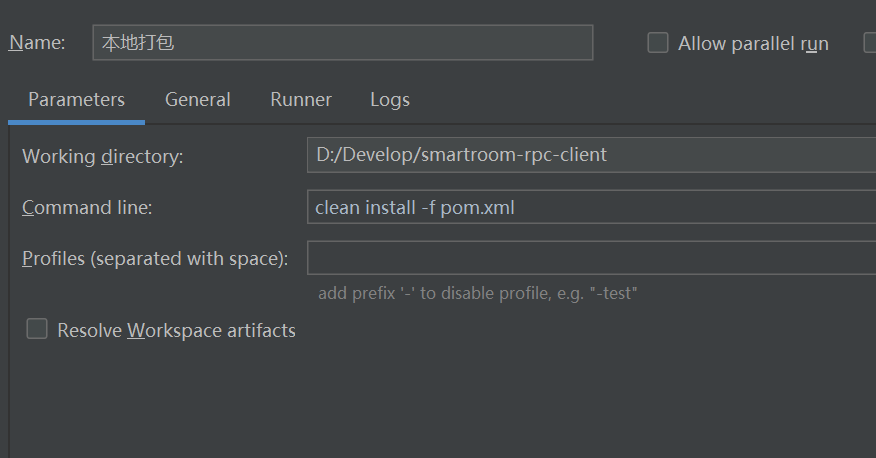 Name: 本地打包 Allow parallel run
Parameters General Runner Logs
Working directory: D:/Develop/smartroom-rpc-client
Command line: clean install -f pom.xml
Profiles (separated with space):
add prefix '-' to disable profile, e.g. "-test"
Resolve Workspace artifacts